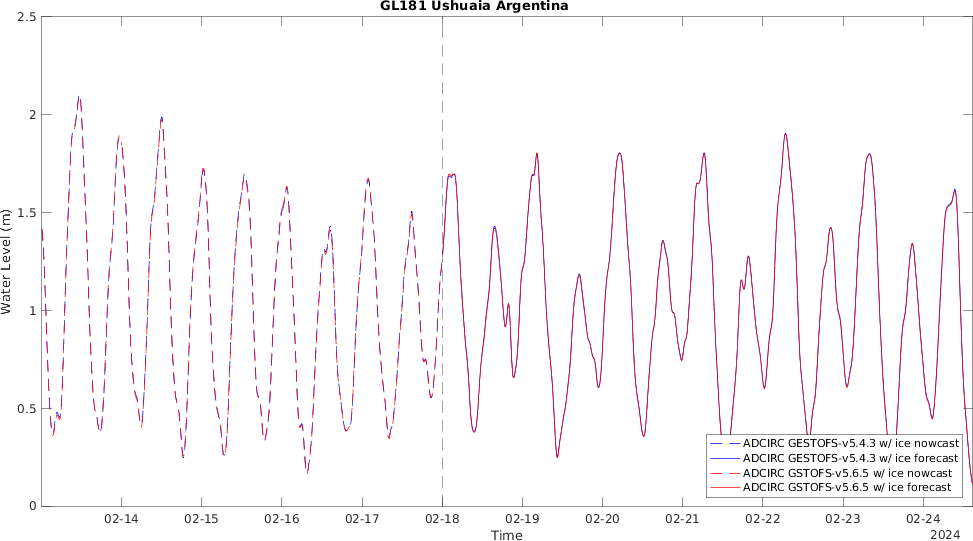 GL181 Ushuaia Argentina
2.5
2
1.5
1
0.5
0
Water Level (m)
ADCIRC GESTOFS-v5.4.3 w/ ice nowcast
ADCIRC GESTOFS-v5.4.3 w/ ice forecast
ADCIRC GSTOFS-v5.6.5 w/ ice nowcast
ADCIRC GSTOFS-v5.6.5 w/ ice forecast
02-14 02-15 02-16 02-17 02-18 02-19 02-20 02-21 02-22 02-23 02-24
Time
2024